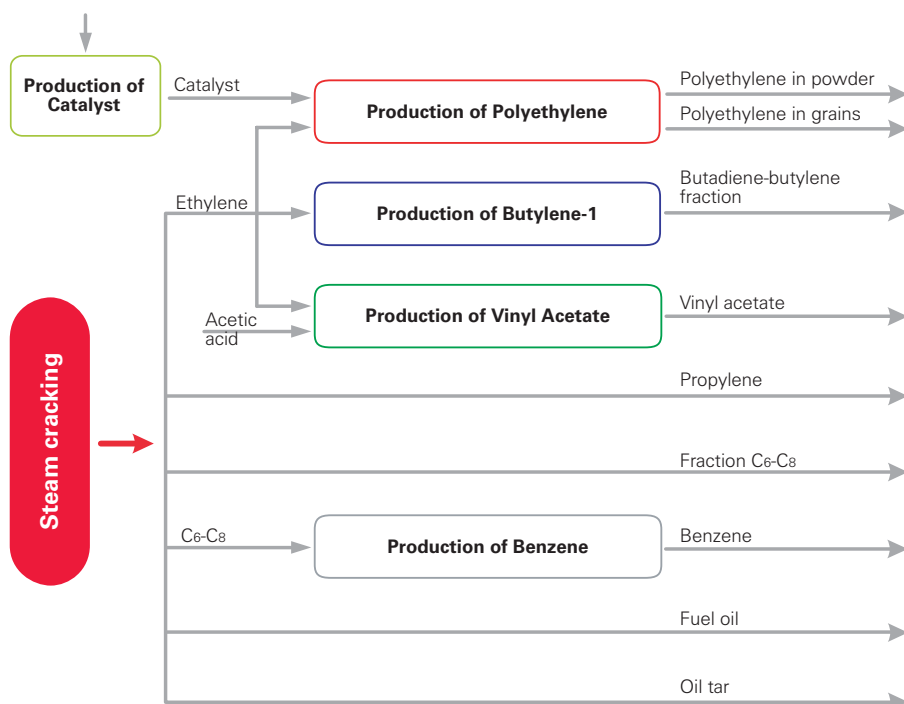 Production of
Catalyst
Catalyst
Production of Polyethylene
Polyethylene in powder
Polyethylene in grains
Ethylene
Production of Butylene-1
Butadiene-butylene
fraction
Acetic
acid
Production of Vinyl Acetate
Vinyl acetate
Steam cracking
Propylene
Fraction C6-C8
C6-C8
Production of Benzene
Benzene
Fuel oil
Oil tar